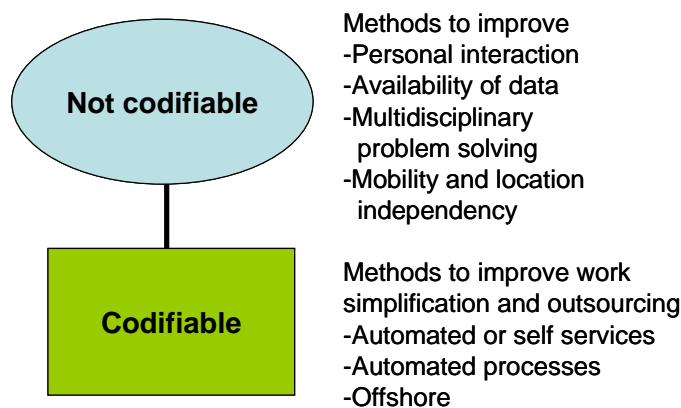 Not codifiable
Methods to improve
-Personal interaction
-Availability of data
-Multidisciplinary
problem solving
-Mobility and location
independency
Codifiable
Methods to improve work
simplification and outsourcing
-Automated or self services
-Automated processes
-Offshore